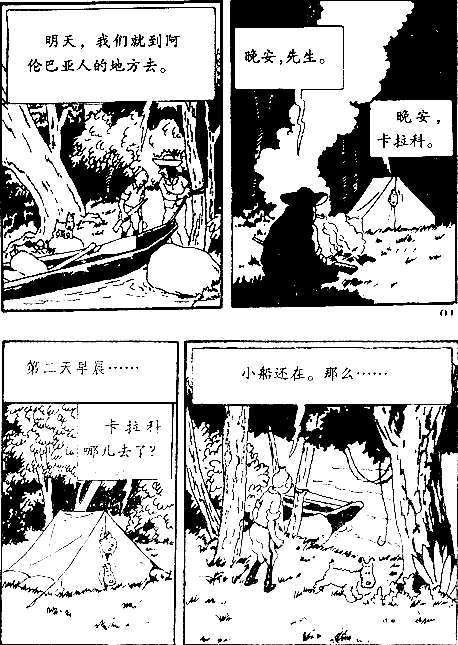 明天，我们就到阿
伦巴亚人的地方去。
晚安，先生。
晚安，
卡拉科。
第二天早晨……
卡拉科
哪儿去了？
小船还在。那么……